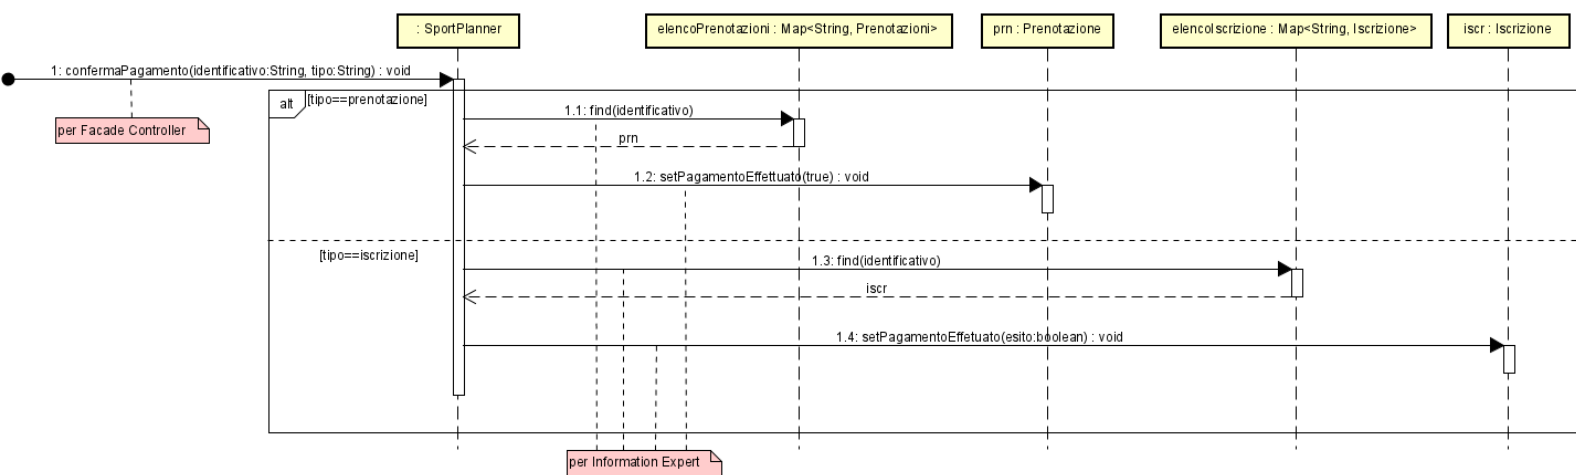 : SportPlanner
elencoPrenotazioni : Map<String, Prenotazioni>
prn : Prenotazione
elencoIscrizione : Map<String, Iscrizione>
iscr : Iscrizione
1: confermaPagamento(identificativo:String, tipo:String) : void
alt
[tipo==prenotazione]
1.1: find(identificativo)
per Facade Controller
prn
1.2: setPagamentoEffettuato(true) : void
[tipo==iscrizione]
1.3: find(identificativo)
iscr
1.4: setPagamentoEffetuato(esito:boolean) : void
per Information Expert